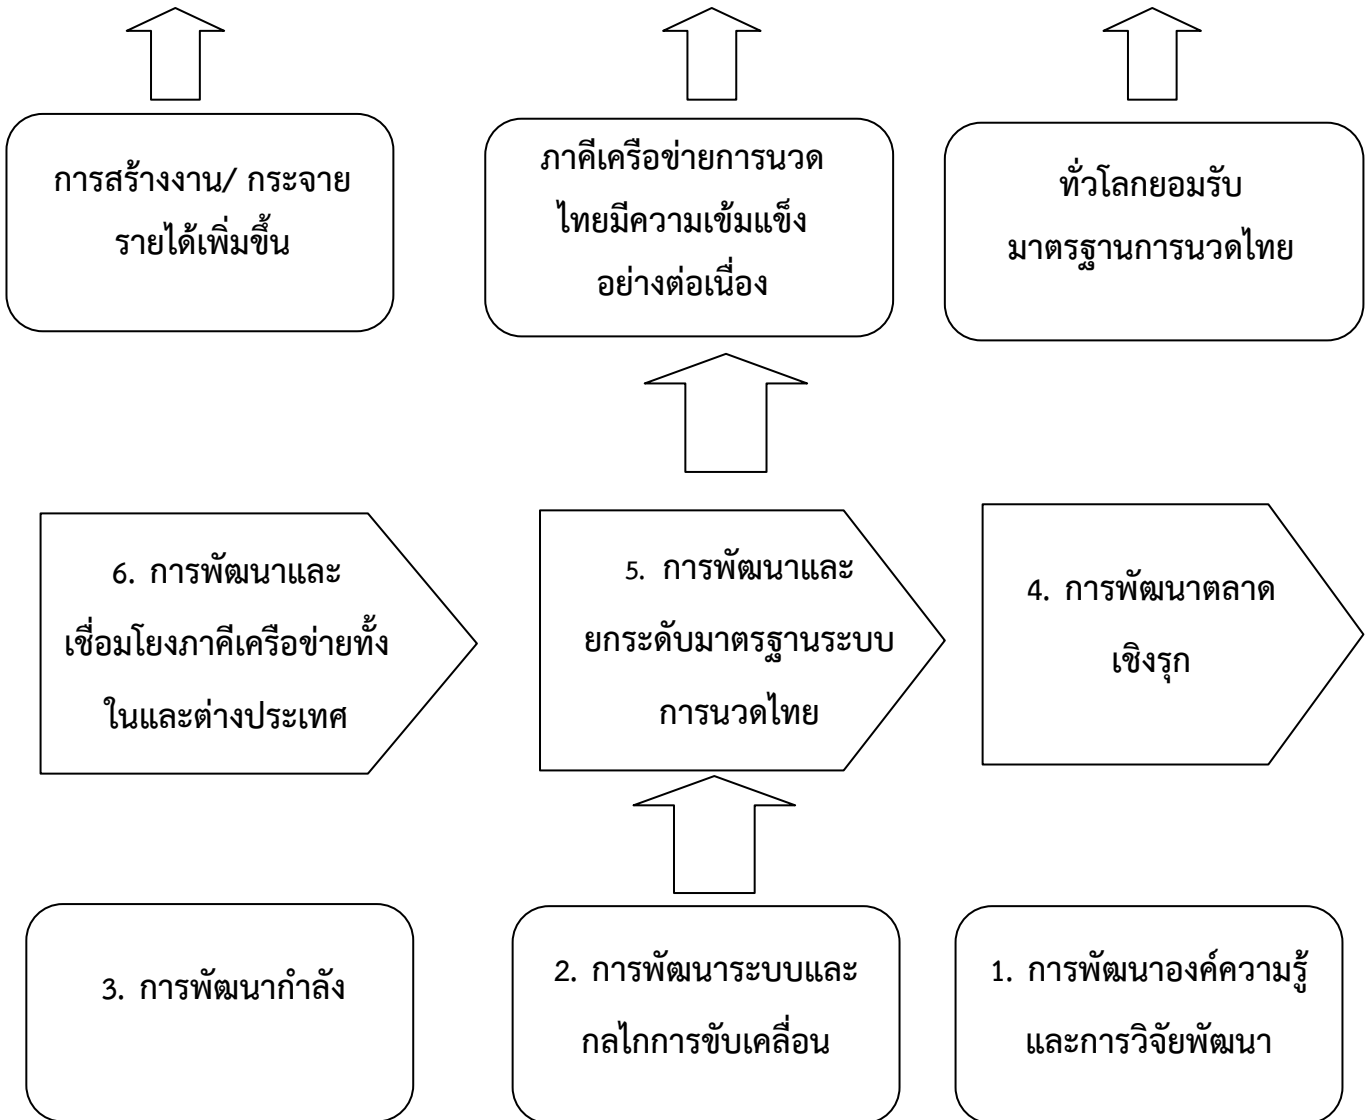 การสร้างงาน/ กระจาย
รายได้เพิ่มขึ้น
ภาคีเครือข่ายการนวด
ไทยมีความเข้มแข็ง
อย่างต่อเนื่อง
ทั่วโลกยอมรับ
มาตรฐานการนวดไทย
6. การพัฒนาและ
เชื่อมโยงภาคีเครือข่ายทั้ง
ในและต่างประเทศ
5. การพัฒนาและ
ยกระดับมาตรฐานระบบ
การนวดไทย
4. การพัฒนาตลาด
เชิงรุก
3. การพัฒนากำลัง
2. การพัฒนาระบบและ
กลไกการขับเคลื่อน
1. การพัฒนาองค์ความรู้
และการวิจัยพัฒนา